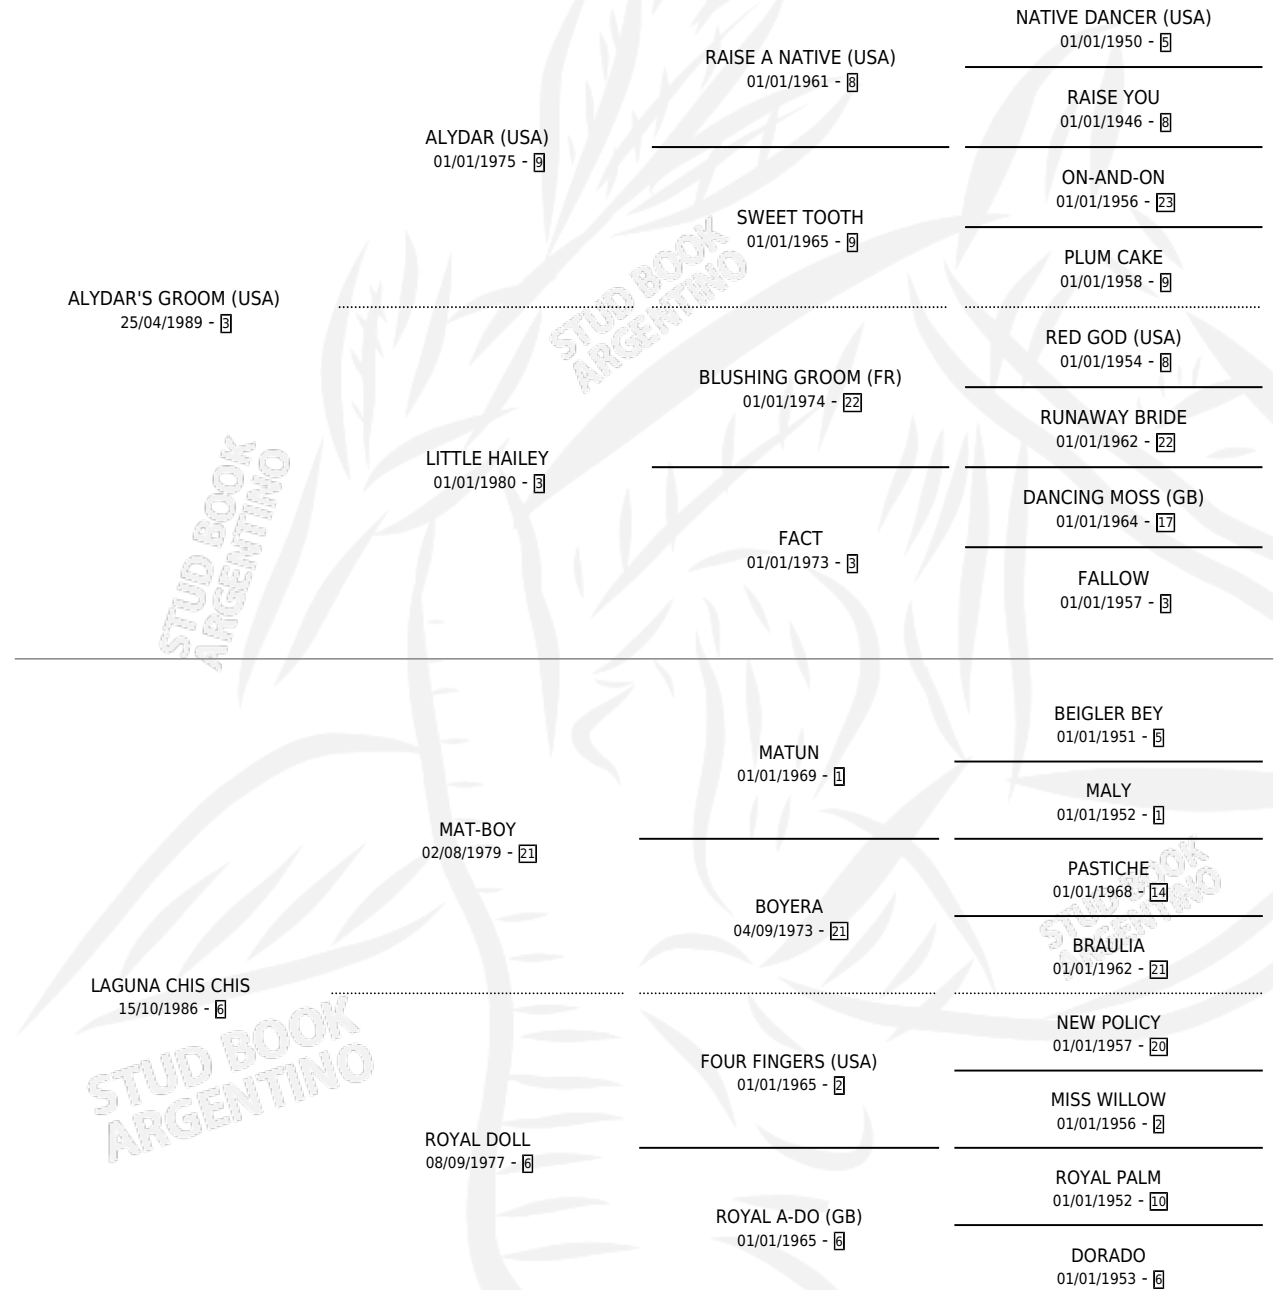 NATIVE DANCER (USA)
01/01/1950 - 5
RAISE A NATIVE (USA)
01/01/1961 - 8
RAISE YOU
01/01/1946 - 8
ALYDAR (USA)
01/01/1975 - 9
ON-AND-ON
01/01/1956 - 23
SWEET TOOTH
01/01/1965 - 9
PLUM CAKE
01/01/1958 - 9
ALYDAR'S GROOM (USA)
25/04/1989 - 3
RED GOD (USA)
01/01/1954 - 8
BLUSHING GROOM (FR)
01/01/1974 - 22
RUNAWAY BRIDE
01/01/1962 - 22
LITTLE HAILEY
01/01/1980 - 3
DANCING MOSS (GB)
01/01/1964 - 17
FACT
01/01/1973 - 3
FALLOW
01/01/1957 - 3
BEIGLER BEY
01/01/1951 - 5
MATUN
01/01/1969 - 1
MALY
01/01/1952 - 1
MAT-BOY
02/08/1979 - 21
PASTICHE
01/01/1968 - 14
BOYERA
04/09/1973 - 21
BRAULIA
01/01/1962 - 21
LAGUNA CHIS CHIS
15/10/1986 - 6
NEW POLICY
01/01/1957 - 20
FOUR FINGERS (USA)
01/01/1965 - 2
MISS WILLOW
01/01/1956 - 2
ROYAL DOLL
08/09/1977 - 6
ROYAL PALM
01/01/1952 - 10
ROYAL A-DO (GB)
01/01/1965 - 6
DORADO
01/01/1953 - 6
STUD BOOK
ARGENTINO
STUD BOOK
ARGENTINO
STUD BOOK
ARGENTINO
STUD BOOK
ARGENTINO